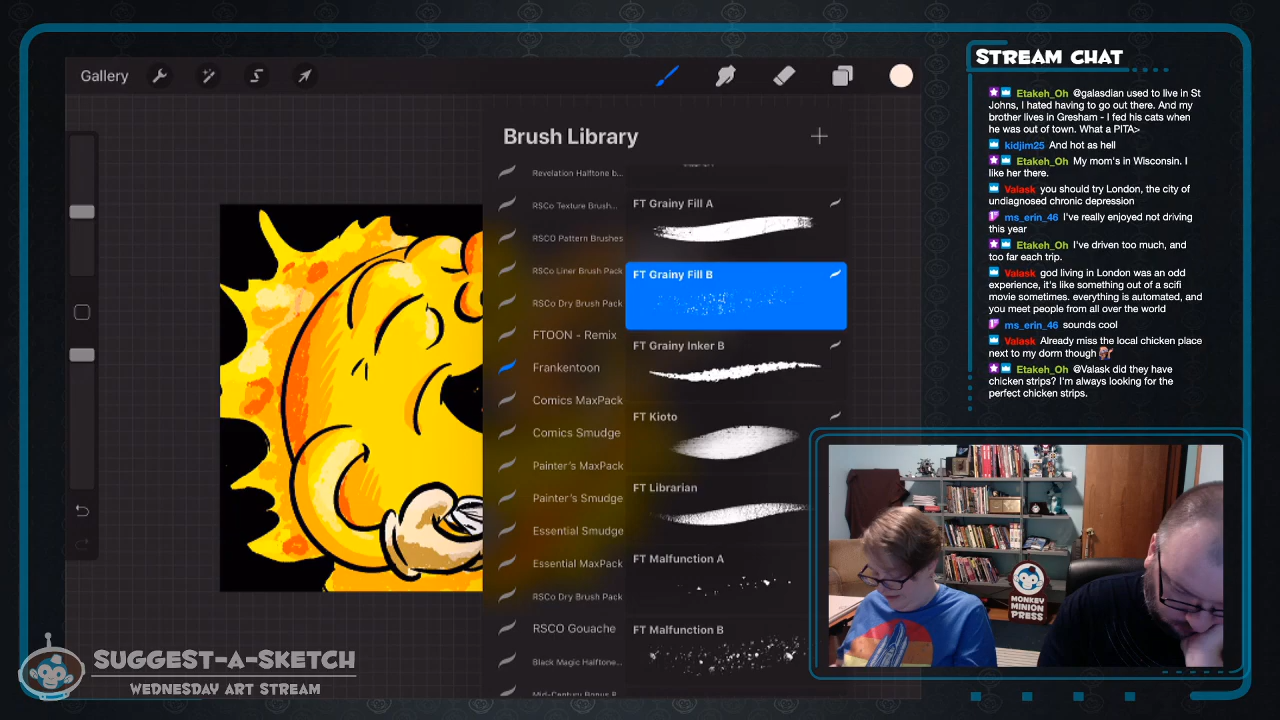 Gallery
Brush Library
Revelation Halftone b...
RSCo Texture Brush...
RSCO Pattern Brushes
RSCo Liner Brush Pack
RSCo Dry Brush Pack
FTOON - Remix
Frankentoon
Comics MaxPack
Comics Smudge
Painter's MaxPack
Painter's Smudge
Essential Smudge
Essential MaxPack
RSCo Dry Brush Pack
RSCO Gouache
Black Magic Halftone...
Mid-Century Bonus B
FT Grainy Fill A
FT Grainy Fill B
FT Grainy Inker B
FT Kioto
FT Librarian
FT Malfunction A
FT Malfunction B
STREAM CHAT
Etakeh_Oh @galasdian used to live in St
Johns, I hated having to go out there. And my
brother lives in Gresham - I fed his cats when
he was out of town. What a PITA>
kidjim25 And hot as hell
Etakeh_Oh My mom's in Wisconsin. I
like her there.
Valask you should try London, the city of
undiagnosed chronic depression
ms_erin_46 I've really enjoyed not driving
this year
Etakeh_Oh I've driven too much, and
too far each trip.
Valask god living in London was an odd
experience, it's like something out of a scifi
movie sometimes. everything is automated, and
you meet people from all over the world
ms_erin_46 sounds cool
Valask Already miss the local chicken place
next to my dorm though
Etakeh_Oh @Valask did they have
chicken strips? I'm always looking for the
perfect chicken strips.
MONKEY
MINION
PRESS
SUGGEST-A-SKETCH
WEDNESDAY ART STREAM